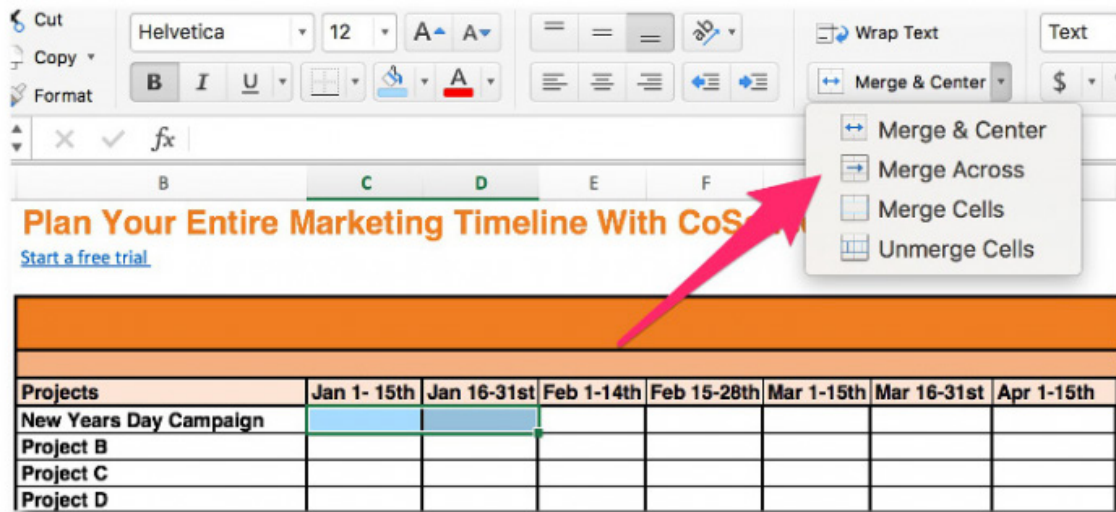 Cut
Copy
Format
Helvetica
12
A A
B I U A
Wrap Text
Merge & Center
Text
$
Merge & Center
Merge Across
Merge Cells
Unmerge Cells
fx
B C D E F
Plan Your Entire Marketing Timeline With
Start a free trial
Projects Jan 1- 15th Jan 16-31st Feb 1-14th Feb 15-28th Mar 1-15th Mar 16-31st Apr 1-15th
New Years Day Campaign
Project B
Project C
Project D